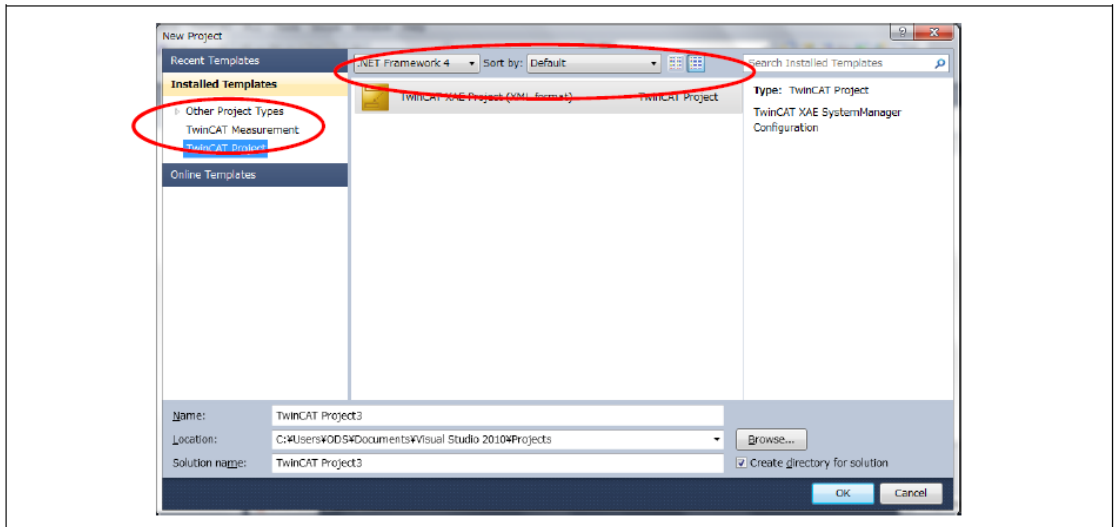 New Project
Recent Templates
Installed Templates
Other Project Types
TwinCAT Measurement
TwinCAT Project
Online Templates
.NET Framework 4 Sort by: Default
TwinCAT XAE Project (XML format) TwinCAT Project
Search Installed Templates
Type: TwinCAT Project
TwinCAT XAE SystemManager
Configuration
Name: TwinCAT Project3
Location: C:¥Users¥ODS¥Documents¥Visual Studio 2010¥Projects Browse...
Solution name: TwinCAT Project3 Create directory for solution
OK Cancel